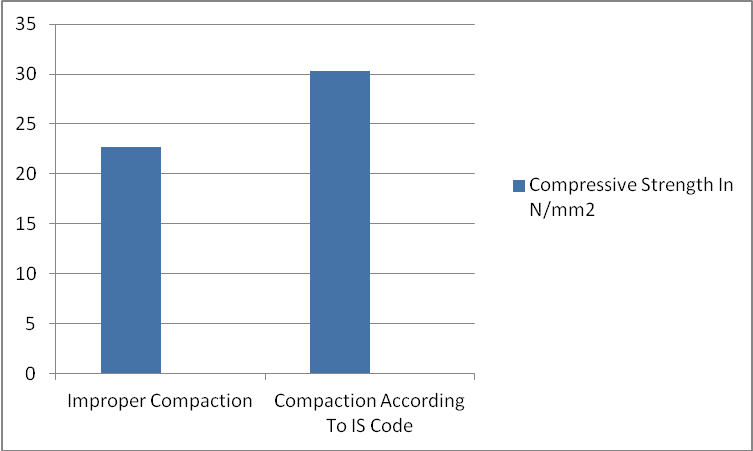 35
30
25
20
15
10
5
0
Improper Compaction
Compaction According
To IS Code
Compressive Strength In
N/mm2